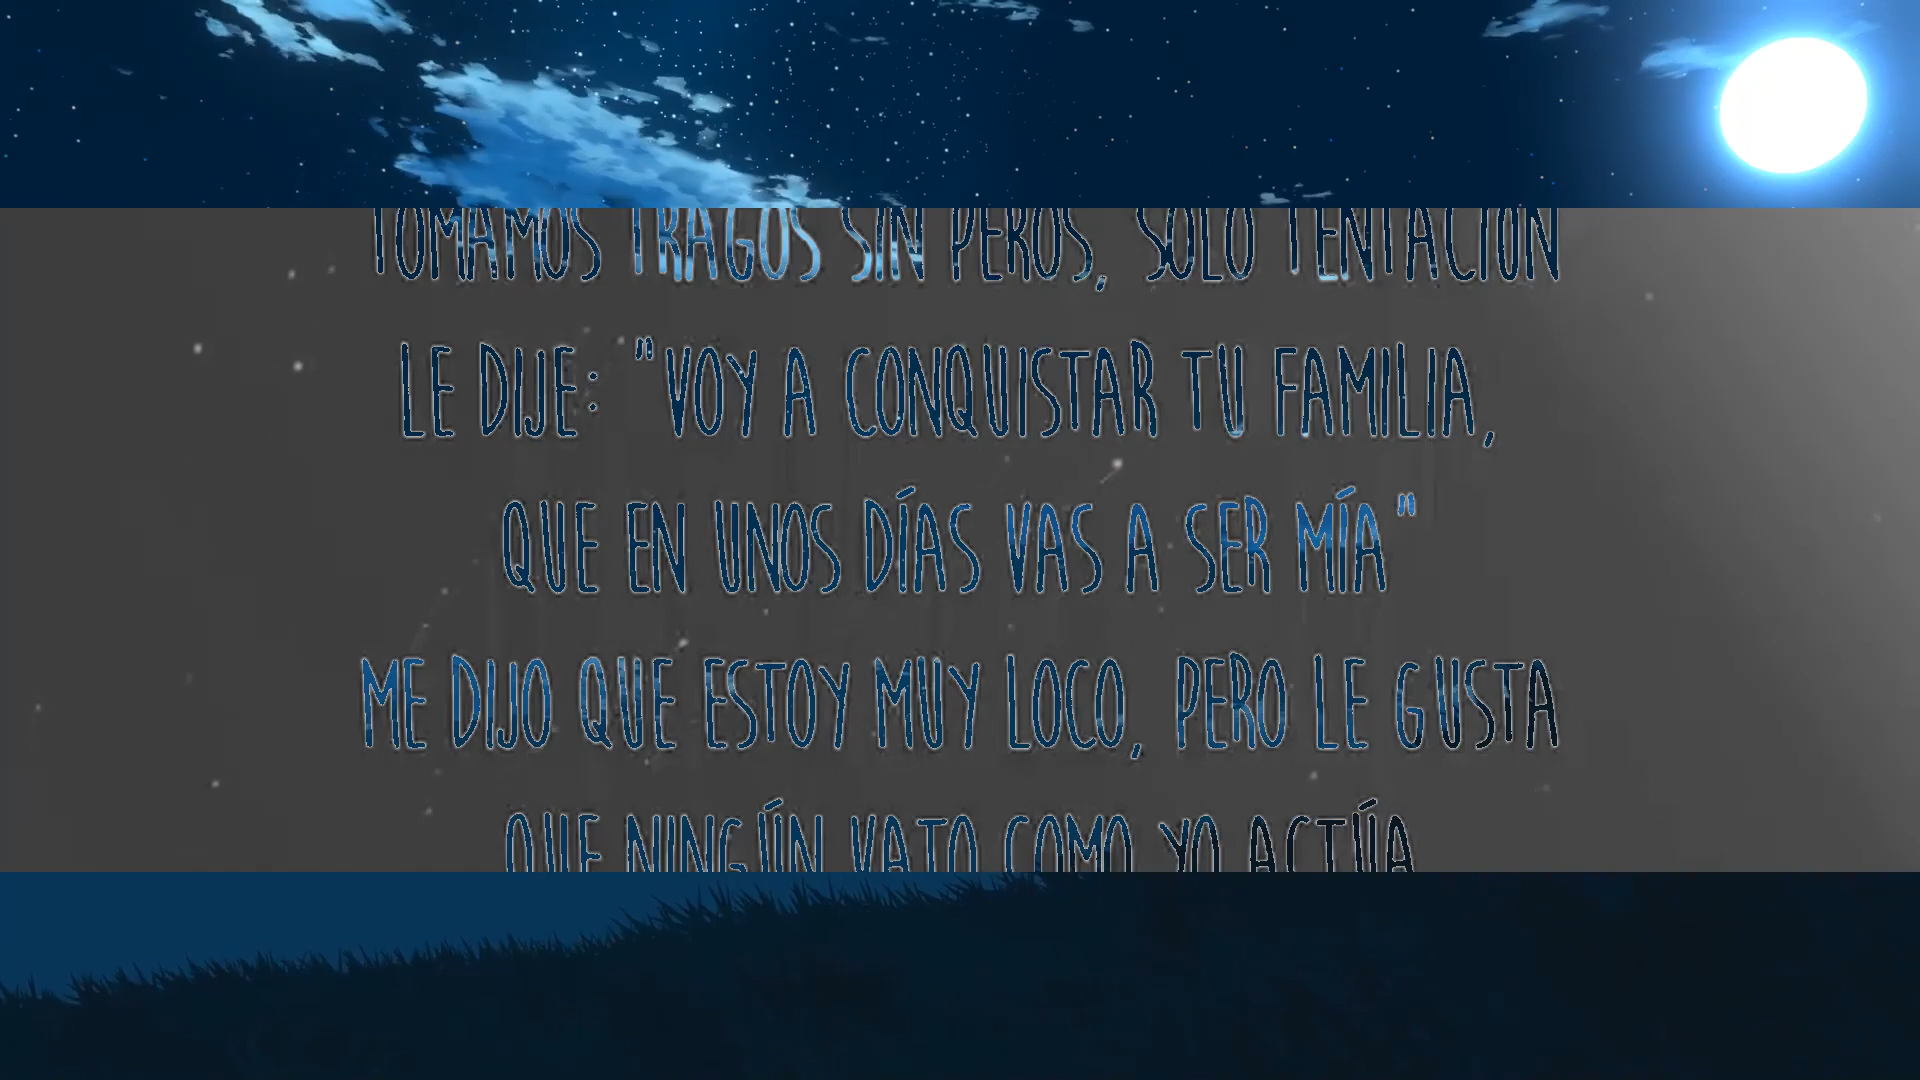 TOMAMOS TRAGOS SIN PEROS, SOLO TENTACIÓN
LE DIJE: "VOY A CONQUISTAR TU FAMILIA,
QUE EN UNOS DÍAS VAS A SER MÍA"
ME DIJO QUE ESTOY MUY LOCO, PERO LE GUSTA
QUE NINGÚN VATO COMO YO ACTÚA